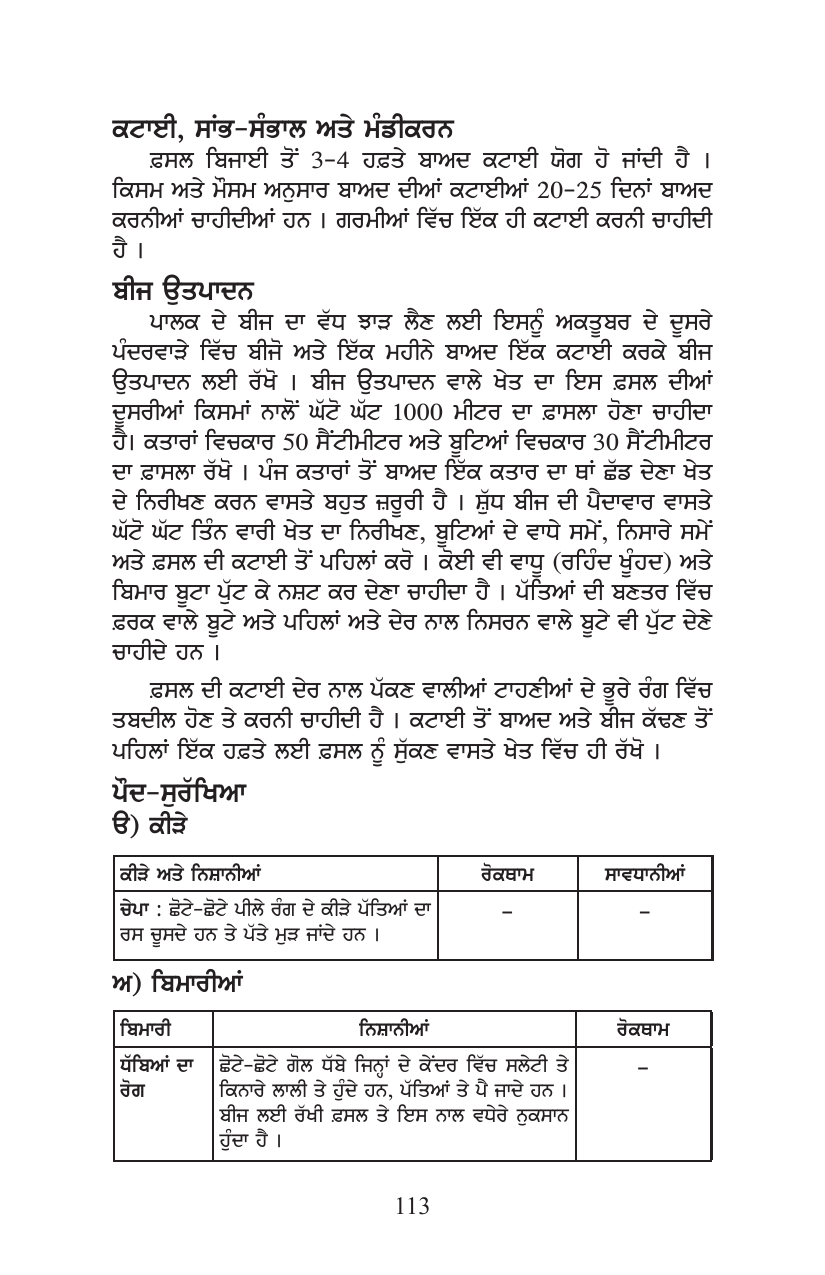 ਕਟਾਈ, ਸਾਂਭ-ਸੰਭਾਲ ਅਤੇ ਮੰਡੀਕਰਨ
ਫ਼ਸਲ ਬਿਜਾਈ ਤੋਂ 3-4 ਹਫ਼ਤੇ ਬਾਅਦ ਕਟਾਈ ਯੋਗ ਹੋ ਜਾਂਦੀ ਹੈ ।
ਕਿਸਮ ਅਤੇ ਮੌਸਮ ਅਨੁਸਾਰ ਬਾਅਦ ਦੀਆਂ ਕਟਾਈਆਂ 20-25 ਦਿਨਾਂ ਬਾਅਦ
ਕਰਨੀਆਂ ਚਾਹੀਦੀਆਂ ਹਨ । ਗਰਮੀਆਂ ਵਿੱਚ ਇੱਕ ਹੀ ਕਟਾਈ ਕਰਨੀ ਚਾਹੀਦੀ
ਹੈ ।
ਬੀਜ ਉਤਪਾਦਨ
ਪਾਲਕ ਦੇ ਬੀਜ ਦਾ ਵੱਧ ਝਾੜ ਲੈਣ ਲਈ ਇਸਨੂੰ ਅਕਤੂਬਰ ਦੇ ਦੂਸਰੇ
ਪੰਦਰਵਾੜੇ ਵਿੱਚ ਬੀਜੋ ਅਤੇ ਇੱਕ ਮਹੀਨੇ ਬਾਅਦ ਇੱਕ ਕਟਾਈ ਕਰਕੇ ਬੀਜ
ਉਤਪਾਦਨ ਲਈ ਰੱਖੋ । ਬੀਜ ਉਤਪਾਦਨ ਵਾਲੇ ਖੇਤ ਦਾ ਇਸ ਫ਼ਸਲ ਦੀਆਂ
ਦੂਸਰੀਆਂ ਕਿਸਮਾਂ ਨਾਲੋਂ ਘੱਟੋ ਘੱਟ 1000 ਮੀਟਰ ਦਾ ਫ਼ਾਸਲਾ ਹੋਣਾ ਚਾਹੀਦਾ
ਹੈ। ਕਤਾਰਾਂ ਵਿਚਕਾਰ 50 ਸੈਂਟੀਮੀਟਰ ਅਤੇ ਬੂਟਿਆਂ ਵਿਚਕਾਰ 30 ਸੈਂਟੀਮੀਟਰ
ਦਾ ਫ਼ਾਸਲਾ ਰੱਖੋ । ਪੰਜ ਕਤਾਰਾਂ ਤੋਂ ਬਾਅਦ ਇੱਕ ਕਤਾਰ ਦਾ ਥਾਂ ਛੱਡ ਦੇਣਾ ਖੇਤ
ਦੇ ਨਿਰੀਖਣ ਕਰਨ ਵਾਸਤੇ ਬਹੁਤ ਜ਼ਰੂਰੀ ਹੈ । ਸ਼ੁੱਧ ਬੀਜ ਦੀ ਪੈਦਾਵਾਰ ਵਾਸਤੇ
ਘੱਟੋ ਘੱਟ ਤਿੰਨ ਵਾਰੀ ਖੇਤ ਦਾ ਨਿਰੀਖਣ, ਬੂਟਿਆਂ ਦੇ ਵਾਧੇ ਸਮੇਂ, ਨਿਸਾਰੇ ਸਮੇਂ
ਅਤੇ ਫ਼ਸਲ ਦੀ ਕਟਾਈ ਤੋਂ ਪਹਿਲਾਂ ਕਰੋ । ਕੋਈ ਵੀ ਵਾਧੂ (ਰਹਿੰਦ ਖੂੰਹਦ) ਅਤੇ
ਬਿਮਾਰ ਬੂਟਾ ਪੁੱਟ ਕੇ ਨਸ਼ਟ ਕਰ ਦੇਣਾ ਚਾਹੀਦਾ ਹੈ । ਪੱਤਿਆਂ ਦੀ ਬਣਤਰ ਵਿੱਚ
ਫ਼ਰਕ ਵਾਲੇ ਬੂਟੇ ਅਤੇ ਪਹਿਲਾਂ ਅਤੇ ਦੇਰ ਨਾਲ ਨਿਸਰਨ ਵਾਲੇ ਬੂਟੇ ਵੀ ਪੁੱਟ ਦੇਣੇ
ਚਾਹੀਦੇ ਹਨ ।
ਫ਼ਸਲ ਦੀ ਕਟਾਈ ਦੇਰ ਨਾਲ ਪੱਕਣ ਵਾਲੀਆਂ ਟਾਹਣੀਆਂ ਦੇ ਭੂਰੇ ਰੰਗ ਵਿੱਚ
ਤਬਦੀਲ ਹੋਣ ਤੇ ਕਰਨੀ ਚਾਹੀਦੀ ਹੈ । ਕਟਾਈ ਤੋਂ ਬਾਅਦ ਅਤੇ ਬੀਜ ਕੱਢਣ ਤੋਂ
ਪਹਿਲਾਂ ਇੱਕ ਹਫ਼ਤੇ ਲਈ ਫ਼ਸਲ ਨੂੰ ਸੁੱਕਣ ਵਾਸਤੇ ਖੇਤ ਵਿੱਚ ਹੀ ਰੱਖੋ ।
ਪੌਦ-ਸੁਰੱਖਿਆ
ੳ) ਕੀੜੇ
ਕੀੜੇ ਅਤੇ ਨਿਸ਼ਾਨੀਆਂ ਰੋਕਥਾਮ ਸਾਵਧਾਨੀਆਂ
ਚੇਪਾ : ਛੋਟੇ-ਛੋਟੇ ਪੀਲੇ ਰੰਗ ਦੇ ਕੀੜੇ ਪੱਤਿਆਂ ਦਾ – –
ਰਸ ਚੂਸਦੇ ਹਨ ਤੇ ਪੱਤੇ ਮੁੜ ਜਾਂਦੇ ਹਨ ।
ਅ) ਬਿਮਾਰੀਆਂ
ਬਿਮਾਰੀ ਨਿਸ਼ਾਨੀਆਂ ਰੋਕਥਾਮ
ਧੱਬਿਆਂ ਦਾ ਛੋਟੇ-ਛੋਟੇ ਗੋਲ ਧੱਬੇ ਜਿਨ੍ਹਾਂ ਦੇ ਕੇਂਦਰ ਵਿੱਚ ਸਲੇਟੀ ਤੇ –
ਰੋਗ ਕਿਨਾਰੇ ਲਾਲੀ ਤੇ ਹੁੰਦੇ ਹਨ, ਪੱਤਿਆਂ ਤੇ ਪੈ ਜਾਦੇ ਹਨ ।
ਬੀਜ ਲਈ ਰੱਖੀ ਫ਼ਸਲ ਤੇ ਇਸ ਨਾਲ ਵਧੇਰੇ ਨੁਕਸਾਨ
ਹੁੰਦਾ ਹੈ ।
113